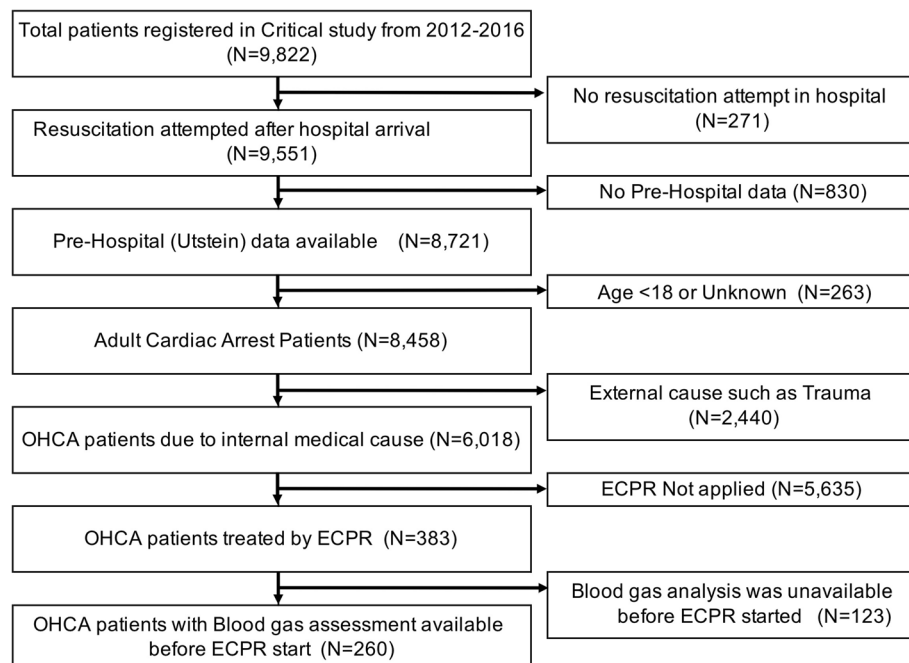 Total patients registered in Critical study from 2012-2016
(N=9,822)
No resuscitation attempt in hospital
(N=271)
Resuscitation attempted after hospital arrival
(N=9,551)
No Pre-Hospital data (N=830)
Pre-Hospital (Utstein) data available (N=8,721)
Age <18 or Unknown (N=263)
Adult Cardiac Arrest Patients (N=8,458)
External cause such as Trauma
(N=2,440)
OHCA patients due to internal medical cause (N=6,018)
ECPR Not applied (N=5,635)
OHCA patients treated by ECPR (N=383)
Blood gas analysis was unavailable
before ECPR started (N=123)
OHCA patients with Blood gas assessment available
before ECPR start (N=260)